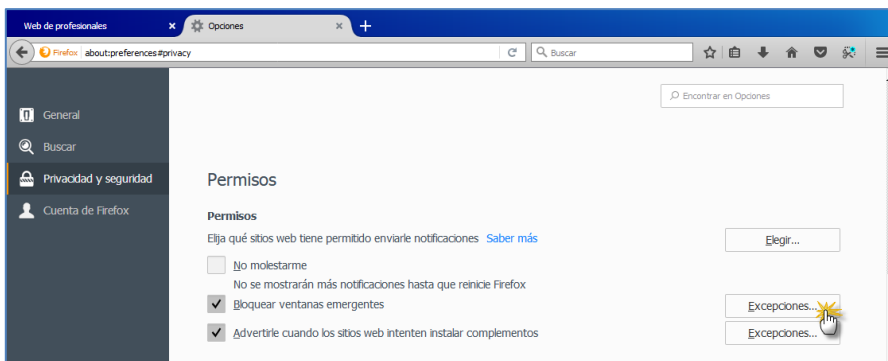 Web de profesionales
Opciones
Firefox about:preferences#privacy
Buscar
Encontrar en Opciones
General
Buscar
Privacidad y seguridad
Cuenta de Firefox
Permisos
Permisos
Elija qué sitios web tiene permitido enviarle notificaciones Saber más
Elegir...
No molestarme
No se mostrarán más notificaciones hasta que reinicie Firefox
Bloquear ventanas emergentes
Excepciones...
Advertirle cuando los sitios web intenten instalar complementos
Excepciones...